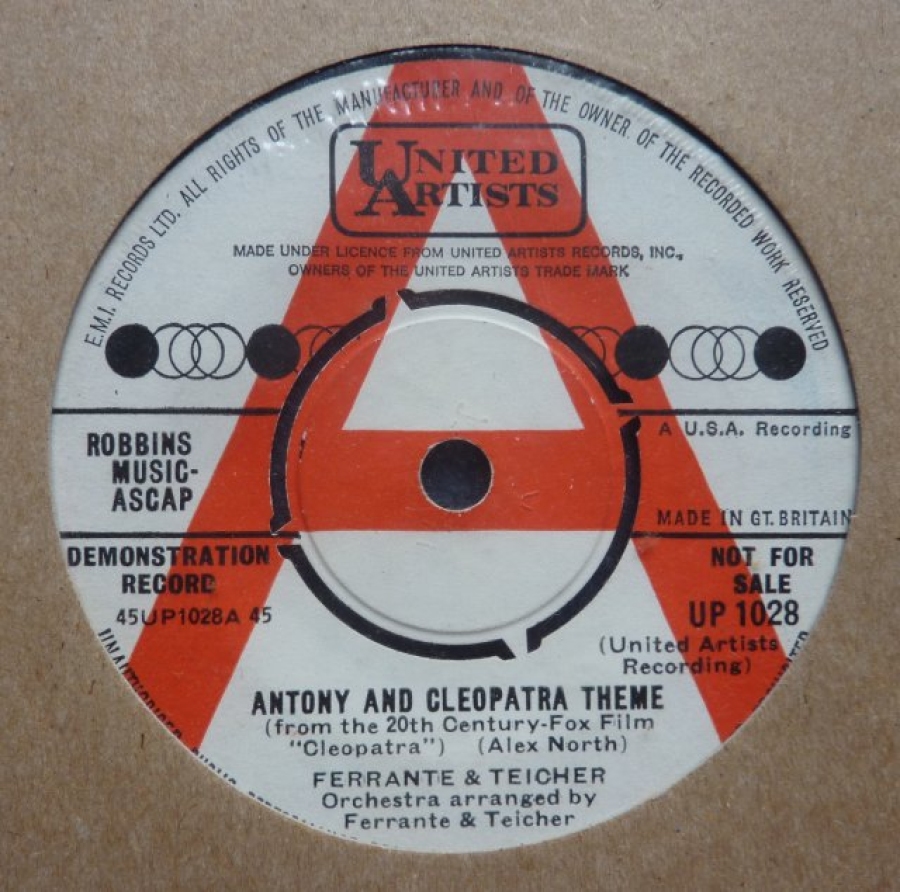 E.M.I. RECORDS LTD. ALL RIGHTS OF THE MANUFACTURER AND OF THE OWNER OF THE RECORDED WORK RESERVED
UNITED
ARTISTS
MADE UNDER LICENCE FROM UNITED ARTISTS RECORDS, INC.,
OWNERS OF THE UNITED ARTISTS TRADE MARK
ROBBINS
MUSIC-
ASCAP
A U.S.A. Recording
MADE IN GT. BRITAIN
DEMONSTRATION
RECORD
45UP1028A 45
NOT FOR
SALE
UP 1028
(United Artists
Recording)
UNAUTHORISED
ANTONY AND CLEOPATRA THEME
(from the 20th Century-Fox Film
"Cleopatra") (Alex North)
FERRANTE & TEICHER
Orchestra arranged by
Ferrante & Teicher